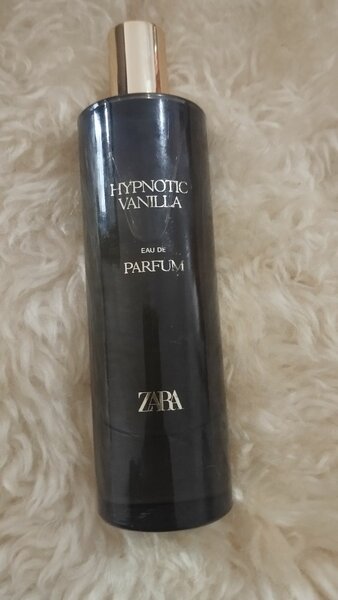 HYPNOTIC
VANILLA
EAU DE
PARFUM
ZARA